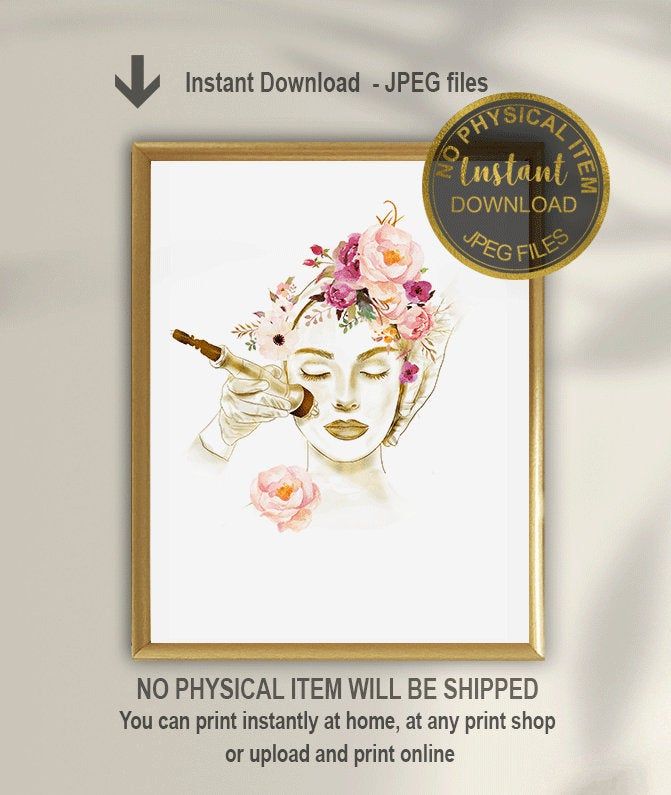 Instant Download - JPEG files
NO PHYSICAL ITEM
Instant
DOWNLOAD
JPEG FILES
NO PHYSICAL ITEM WILL BE SHIPPED
You can print instantly at home, at any print shop
or upload and print online